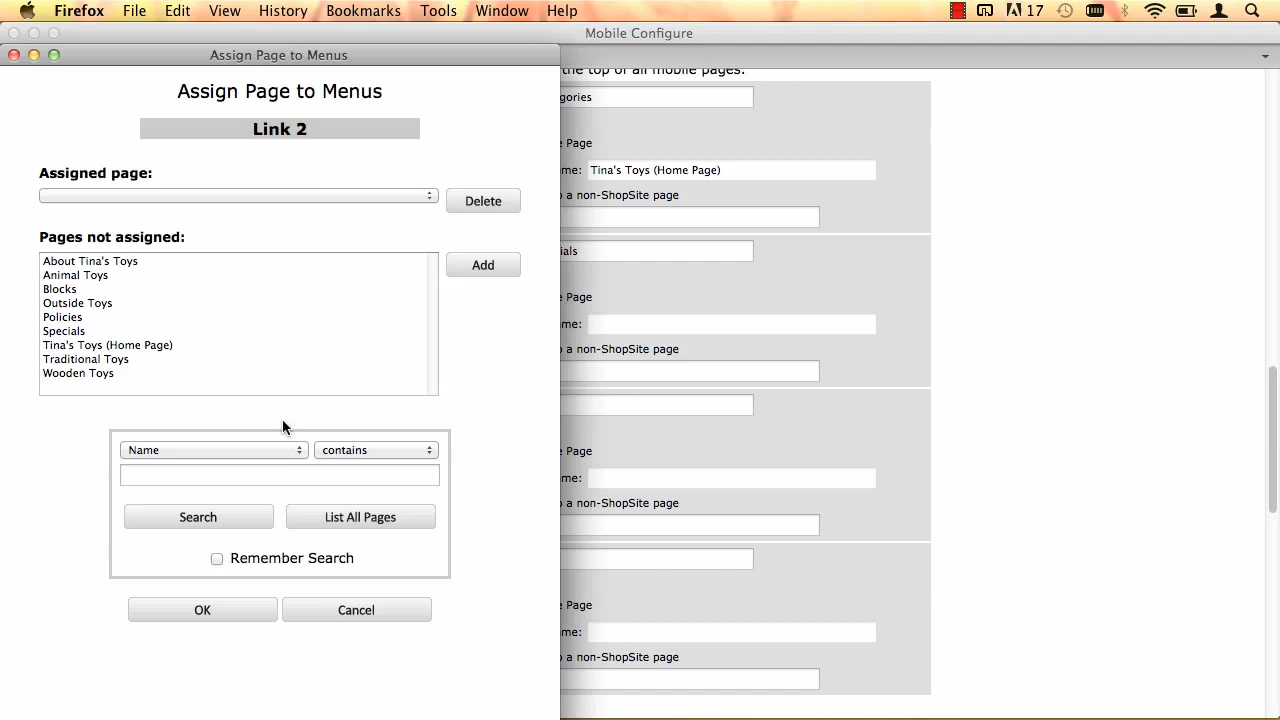 Firefox File Edit View History Bookmarks Tools Window Help 17
Mobile Configure
Assign Page to Menus
Assign Page to Menus
Link 2
Assigned page:
Delete
Pages not assigned:
About Tina's Toys
Animal Toys
Blocks
Outside Toys
Policies
Specials
Tina's Toys (Home Page)
Traditional Toys
Wooden Toys
Add
Name
contains
Search
List All Pages
Remember Search
OK
Cancel
the top of all mobile pages.
gories
e Page
me: Tina's Toys (Home Page)
o a non-ShopSite page
ials
e Page
me:
o a non-ShopSite page
e Page
me:
o a non-ShopSite page
e Page
me:
o a non-ShopSite page